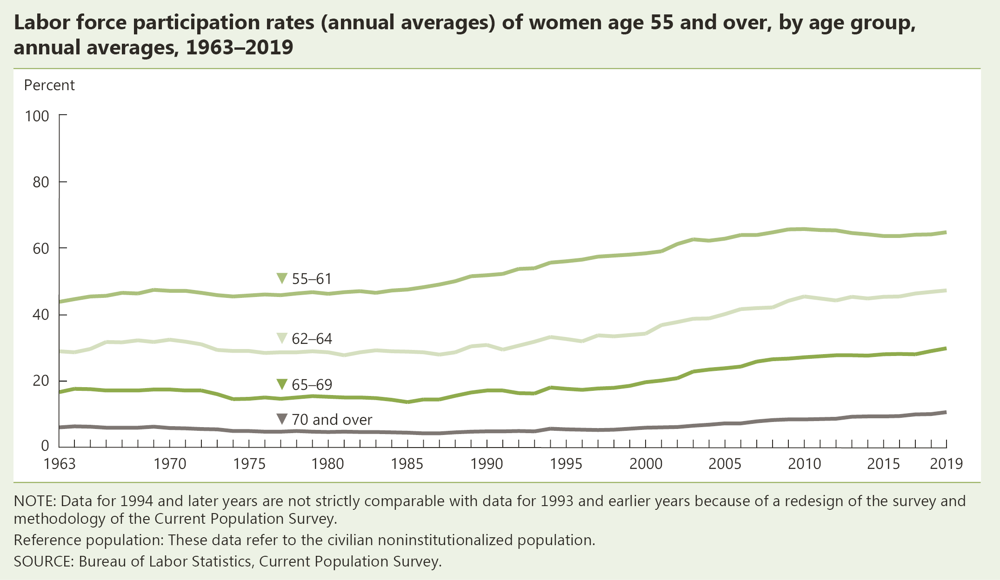 Labor force participation rates (annual averages) of women age 55 and over, by age group,
annual averages, 1963–2019
Percent
100
80
60
40
20
0
▼ 55–61
▼ 62–64
▼ 65–69
▼ 70 and over
1963 1970 1975 1980 1985 1990 1995 2000 2005 2010 2015 2019
NOTE: Data for 1994 and later years are not strictly comparable with data for 1993 and earlier years because of a redesign of the survey and
methodology of the Current Population Survey.
Reference population: These data refer to the civilian noninstitutionalized population.
SOURCE: Bureau of Labor Statistics, Current Population Survey.